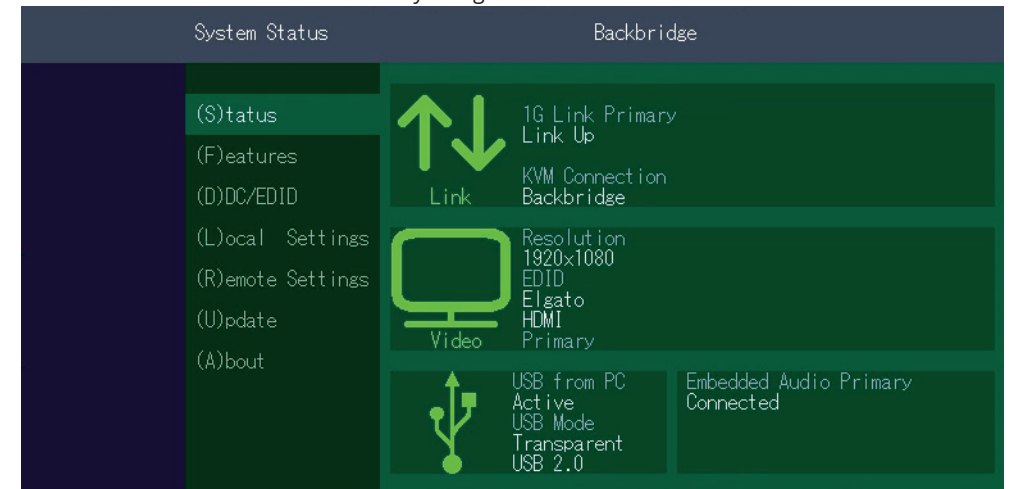 System Status
Backbridge
(S)tatus
(F)eatures
(D)DC/EDID
(L)ocal Settings
(R)emote Settings
(U)pdate
(A)bout
Link
1G Link Primary
Link Up
KVM Connection
Backbridge
Video
Resolution
1920x1080
EDID
Elgato
HDMI
Primary
USB from PC
Active
USB Mode
Transparent
USB 2.0
Embedded Audio Primary
Connected